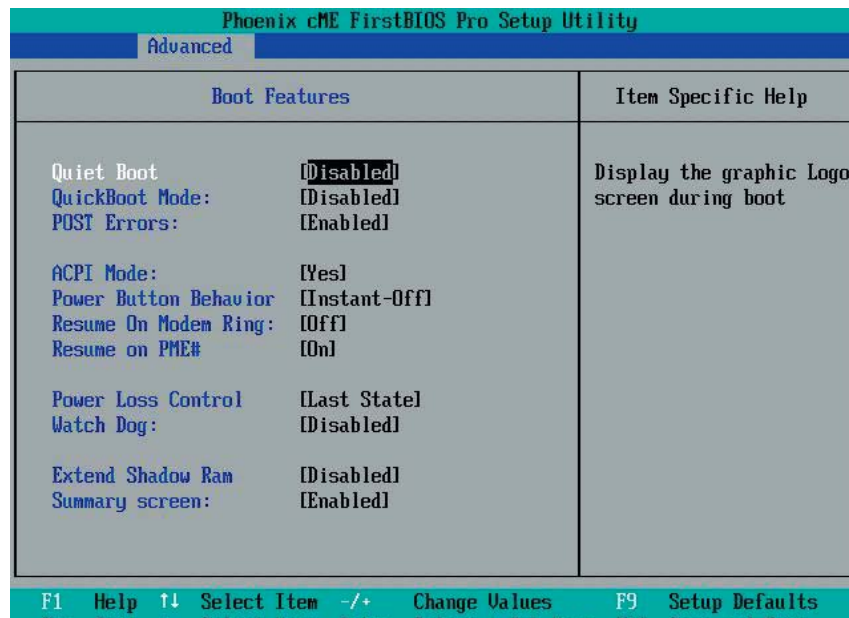 Phoenix cME FirstBIOS Pro Setup Utility
Advanced
Boot Features
Item Specific Help
Quiet Boot [Disabled]
QuickBoot Mode: [Disabled]
POST Errors: [Enabled]
ACPI Mode: [Yes]
Power Button Behavior [Instant-Off]
Resume On Modem Ring: [Off]
Resume on PME# [On]
Power Loss Control [Last State]
Watch Dog: [Disabled]
Extend Shadow Ram [Disabled]
Summary screen: [Enabled]
Display the graphic Logo
screen during boot
F1 Help ↑↓ Select Item -/+ Change Values F9 Setup Defaults